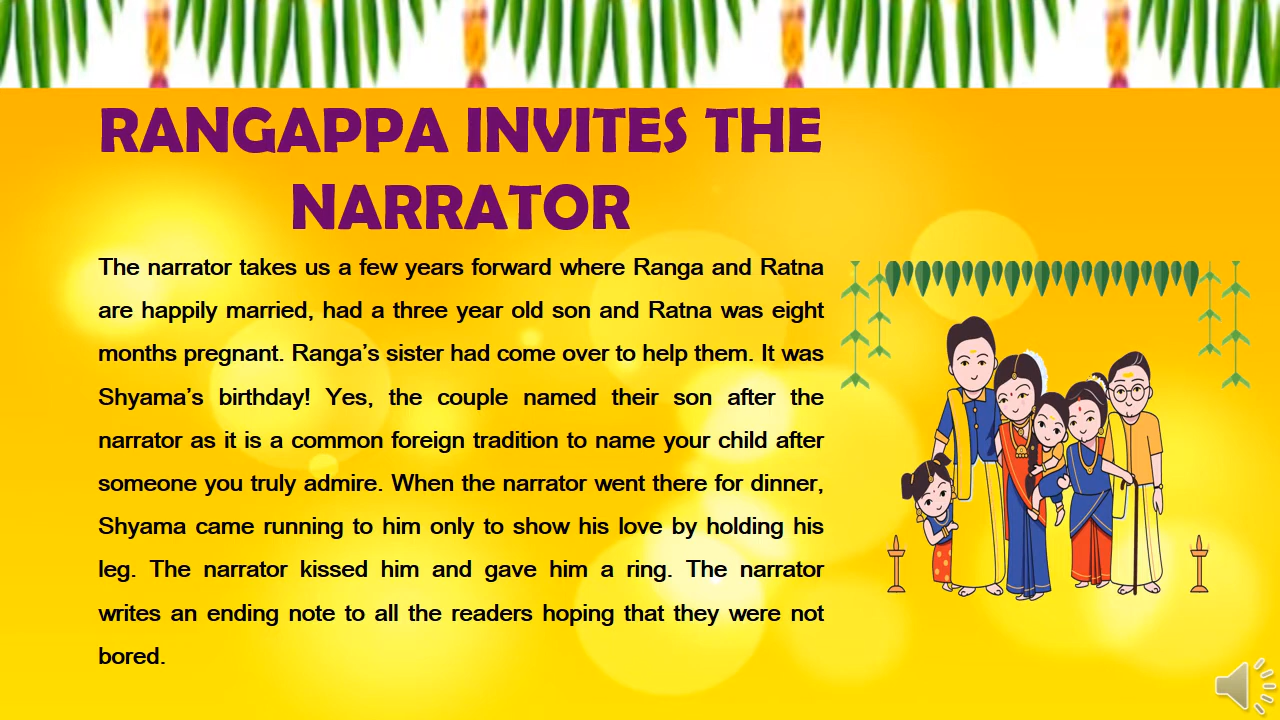 RANGAPPA INVITES THE
NARRATOR
The narrator takes us a few years forward where Ranga and Ratna
are happily married, had a three year old son and Ratna was eight
months pregnant. Ranga’s sister had come over to help them. It was
Shyama’s birthday! Yes, the couple named their son after the
narrator as it is a common foreign tradition to name your child after
someone you truly admire. When the narrator went there for dinner,
Shyama came running to him only to show his love by holding his
leg. The narrator kissed him and gave him a ring. The narrator
writes an ending note to all the readers hoping that they were not
bored.